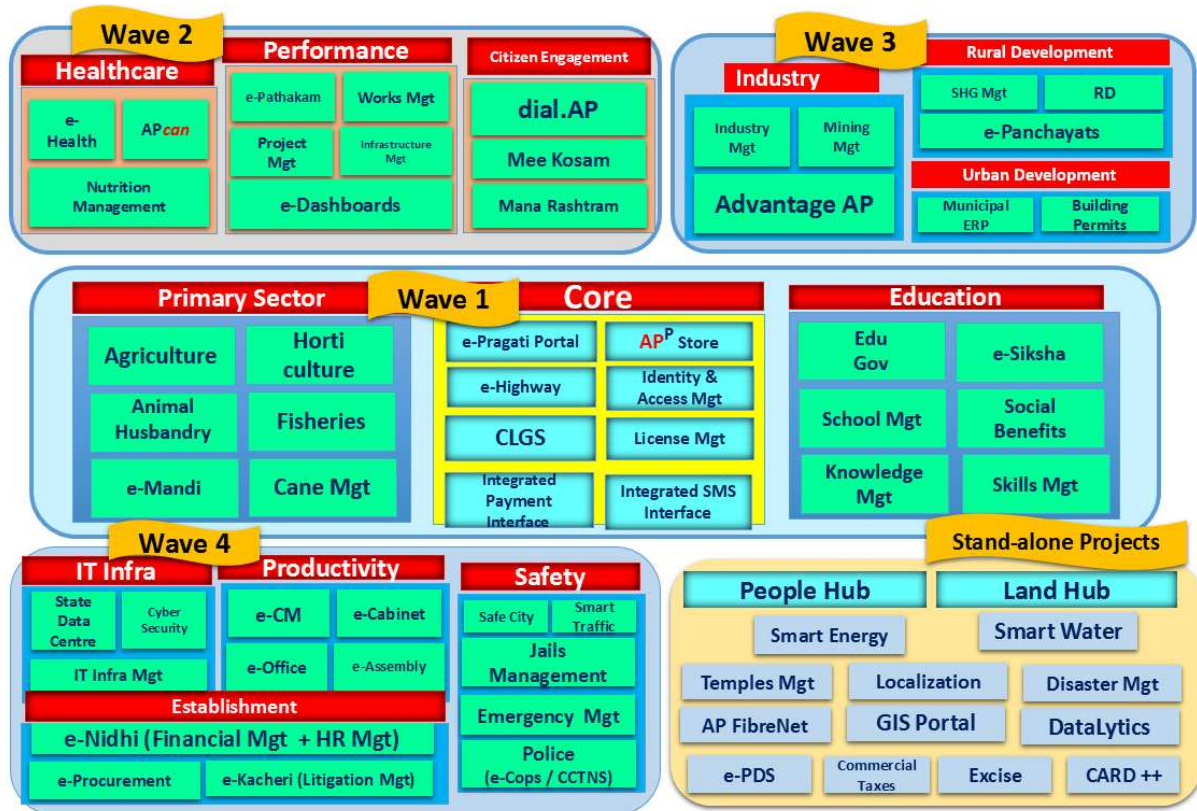 Wave 2
Healthcare
e-
Health
APcan
Nutrition
Management
Performance
e-Pathakam
Works Mgt
Project
Mgt
Infrastructure
Mgt
e-Dashboards
Citizen Engagement
dial.AP
Mee Kosam
Mana Rashtram
Wave 3
Industry
Industry
Mgt
Mining
Mgt
Advantage AP
Rural Development
SHG Mgt
RD
e-Panchayats
Urban Development
Municipal
ERP
Building
Permits
Wave 1
Primary Sector
Agriculture
Horti
culture
Animal
Husbandry
Fisheries
e-Mandi
Cane Mgt
Core
e-Pragati Portal
APP Store
e-Highway
Identity &
Access Mgt
CLGS
License Mgt
Integrated
Payment
Interface
Integrated SMS
Interface
Education
Edu
Gov
e-Siksha
School Mgt
Social
Benefits
Knowledge
Mgt
Skills Mgt
Wave 4
IT Infra
State
Data
Centre
Cyber
Security
IT Infra Mgt
Productivity
e-CM
e-Cabinet
e-Office
e-Assembly
Establishment
e-Nidhi (Financial Mgt + HR Mgt)
e-Procurement
e-Kacheri (Litigation Mgt)
Safety
Safe City
Smart
Traffic
Jails
Management
Emergency Mgt
Police
(e-Cops / CCTNS)
Stand-alone Projects
People Hub
Land Hub
Smart Energy
Smart Water
Temples Mgt
Localization
Disaster Mgt
AP FibreNet
GIS Portal
DataLytics
e-PDS
Commercial
Taxes
Excise
CARD ++